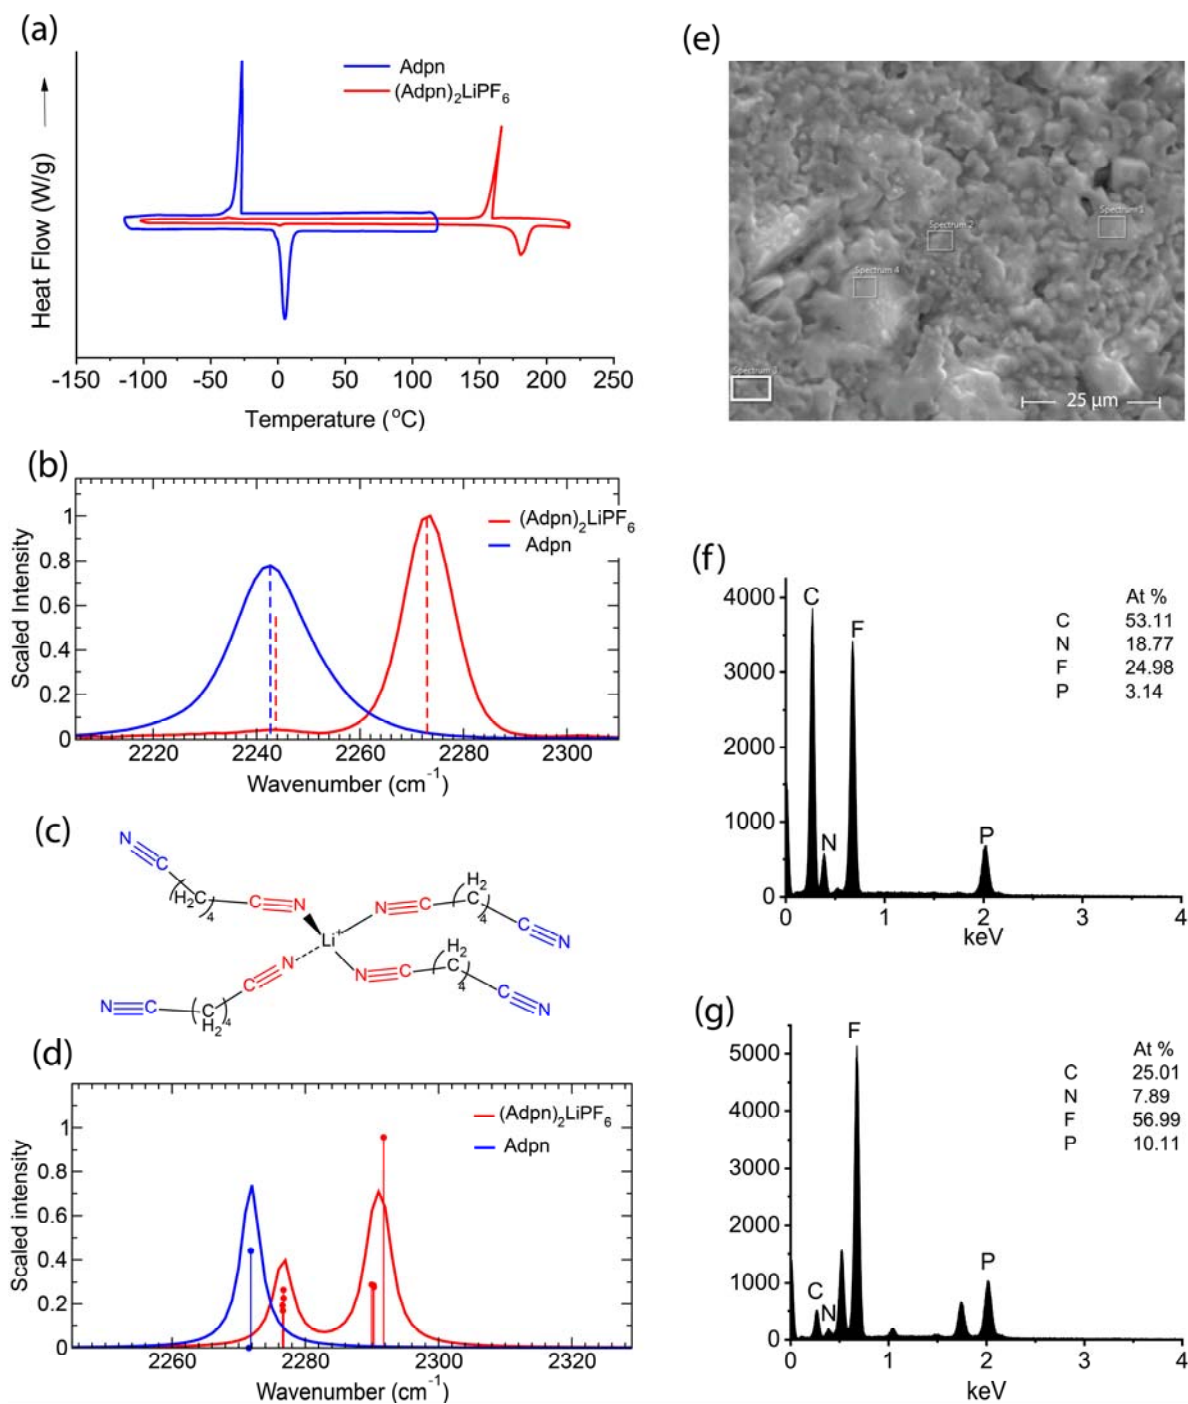 (a)
Adpn
(Adpn)₂LiPF₆
Heat Flow (W/g)
-150 -100 -50 0 50 100 150 200 250
Temperature (°C)
(b)
(Adpn)₂LiPF₆
Adpn
Scaled Intensity
1
0.8
0.6
0.4
0.2
0
2220 2240 2260 2280 2300
Wavenumber (cm⁻¹)
(c)
N C (H₂C)₄ C N
N C (C H₂)₄ C N
Li⁺
N C (C H₂)₄ C N
N C (C H₂)₄ C N
(d)
(Adpn)₂LiPF₆
Adpn
Scaled intensity
1
0.8
0.6
0.4
0.2
0
2260 2280 2300 2320
Wavenumber (cm⁻¹)
(e)
Spectrum 1
Spectrum 2
Spectrum 4
Spectrum 3
25 µm
(f)
4000
3000
2000
1000
0
C
N
F
P
At %
C 53.11
N 18.77
F 24.98
P 3.14
0 1 2 3 4
keV
(g)
5000
4000
3000
2000
1000
0
C
N
F
P
At %
C 25.01
N 7.89
F 56.99
P 10.11
0 1 2 3 4
keV